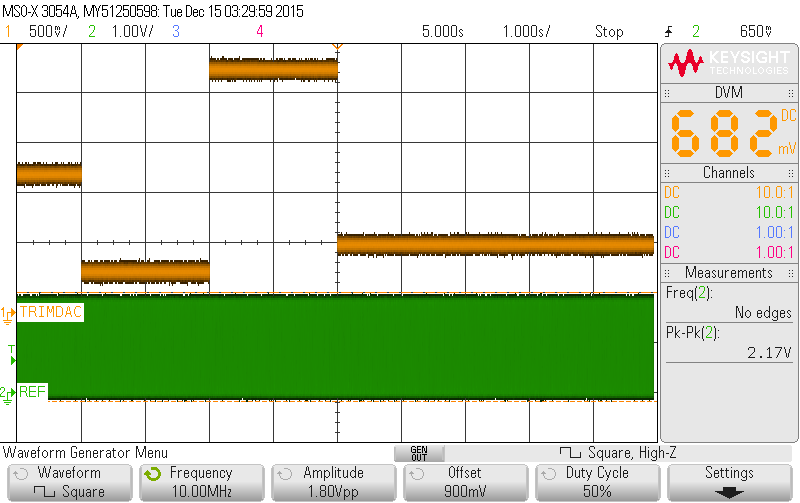 MSO-X 3054A, MY51250598: Tue Dec 15 03:29:59 2015
1 500mV/ 2 1.00V/ 3 4 5.000s 1.000s/ Stop 2 650mV
KEYSIGHT
TECHNOLOGIES
DVM
682 DC mV
Channels
DC 10.0:1
DC 10.0:1
DC 1.00:1
DC 1.00:1
Measurements
Freq(2):
No edges
Pk-Pk(2):
2.17V
1 TRIMDAC
T
2 REF
Waveform Generator Menu
GEN OUT
Square, High-Z
Waveform
Square
Frequency
10.00MHz
Amplitude
1.80Vpp
Offset
900mV
Duty Cycle
50%
Settings